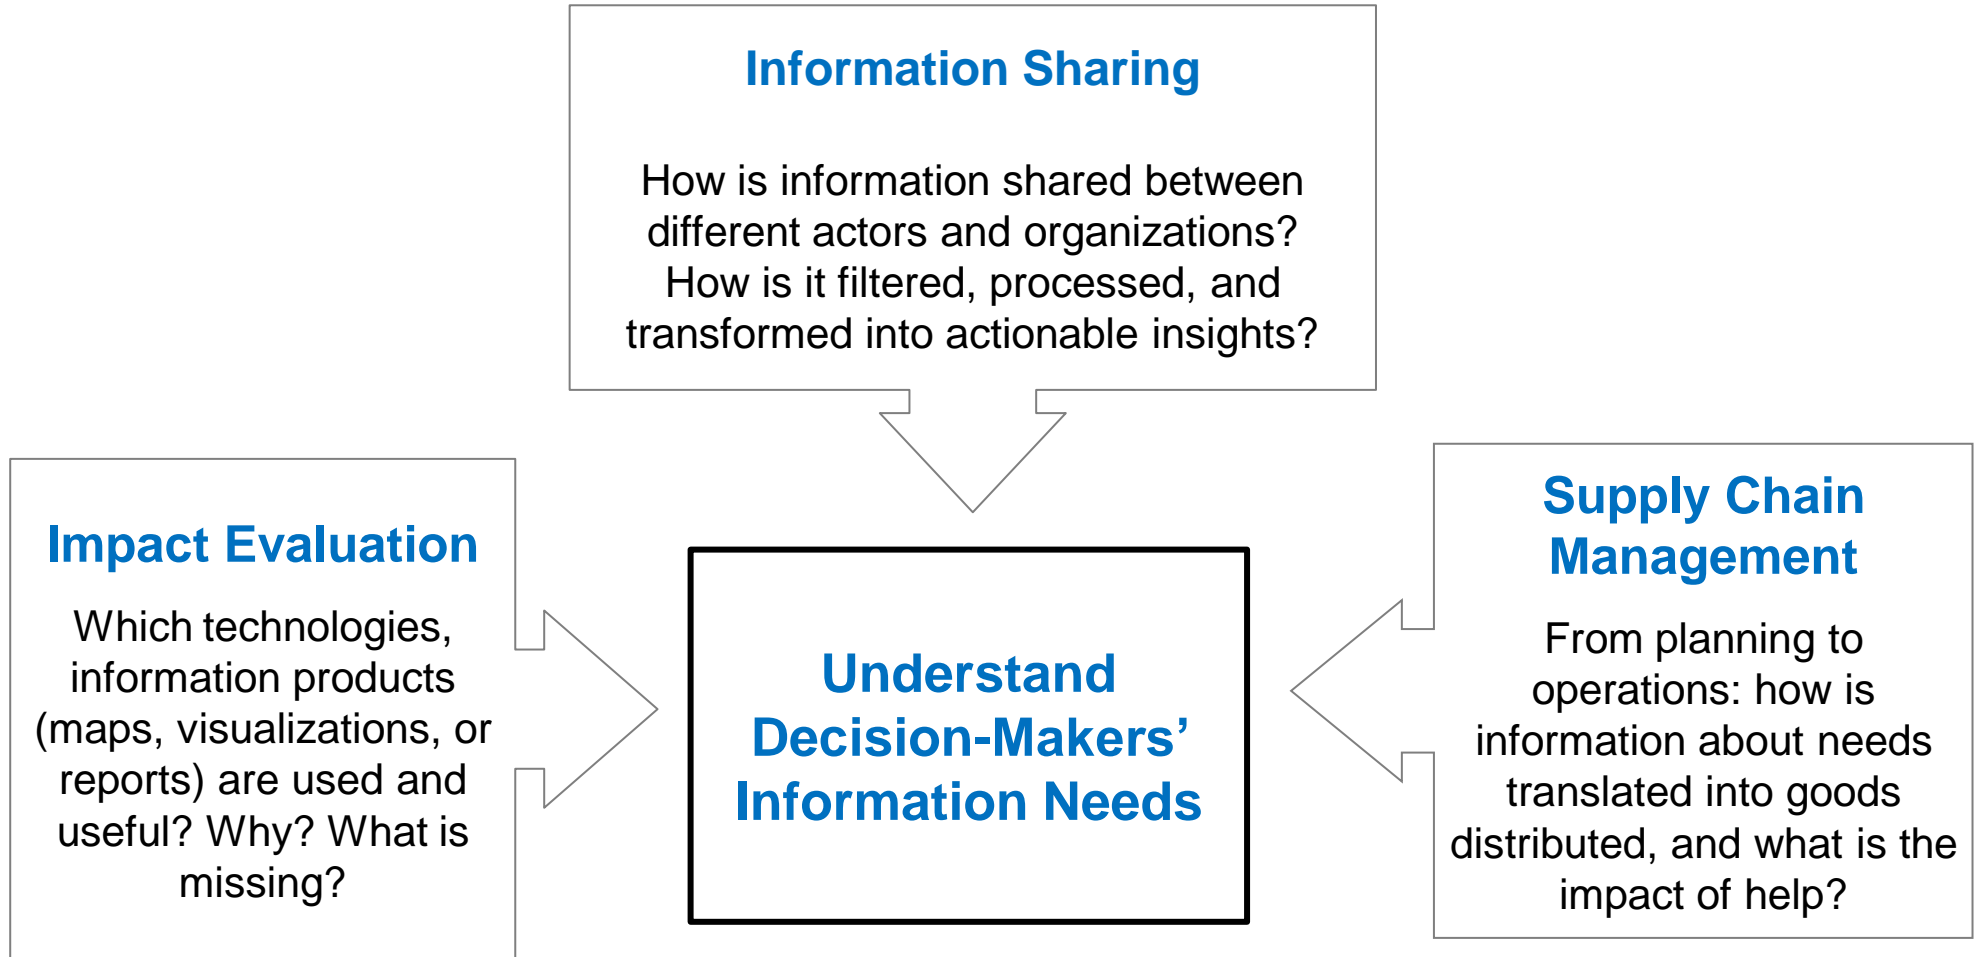 Information Sharing
How is information shared between
different actors and organizations?
How is it filtered, processed, and
transformed into actionable insights?
Impact Evaluation
Which technologies,
information products
(maps, visualizations, or
reports) are used and
useful? Why? What is
missing?
Understand
Decision-Makers’
Information Needs
Supply Chain
Management
From planning to
operations: how is
information about needs
translated into goods
distributed, and what is the
impact of help?